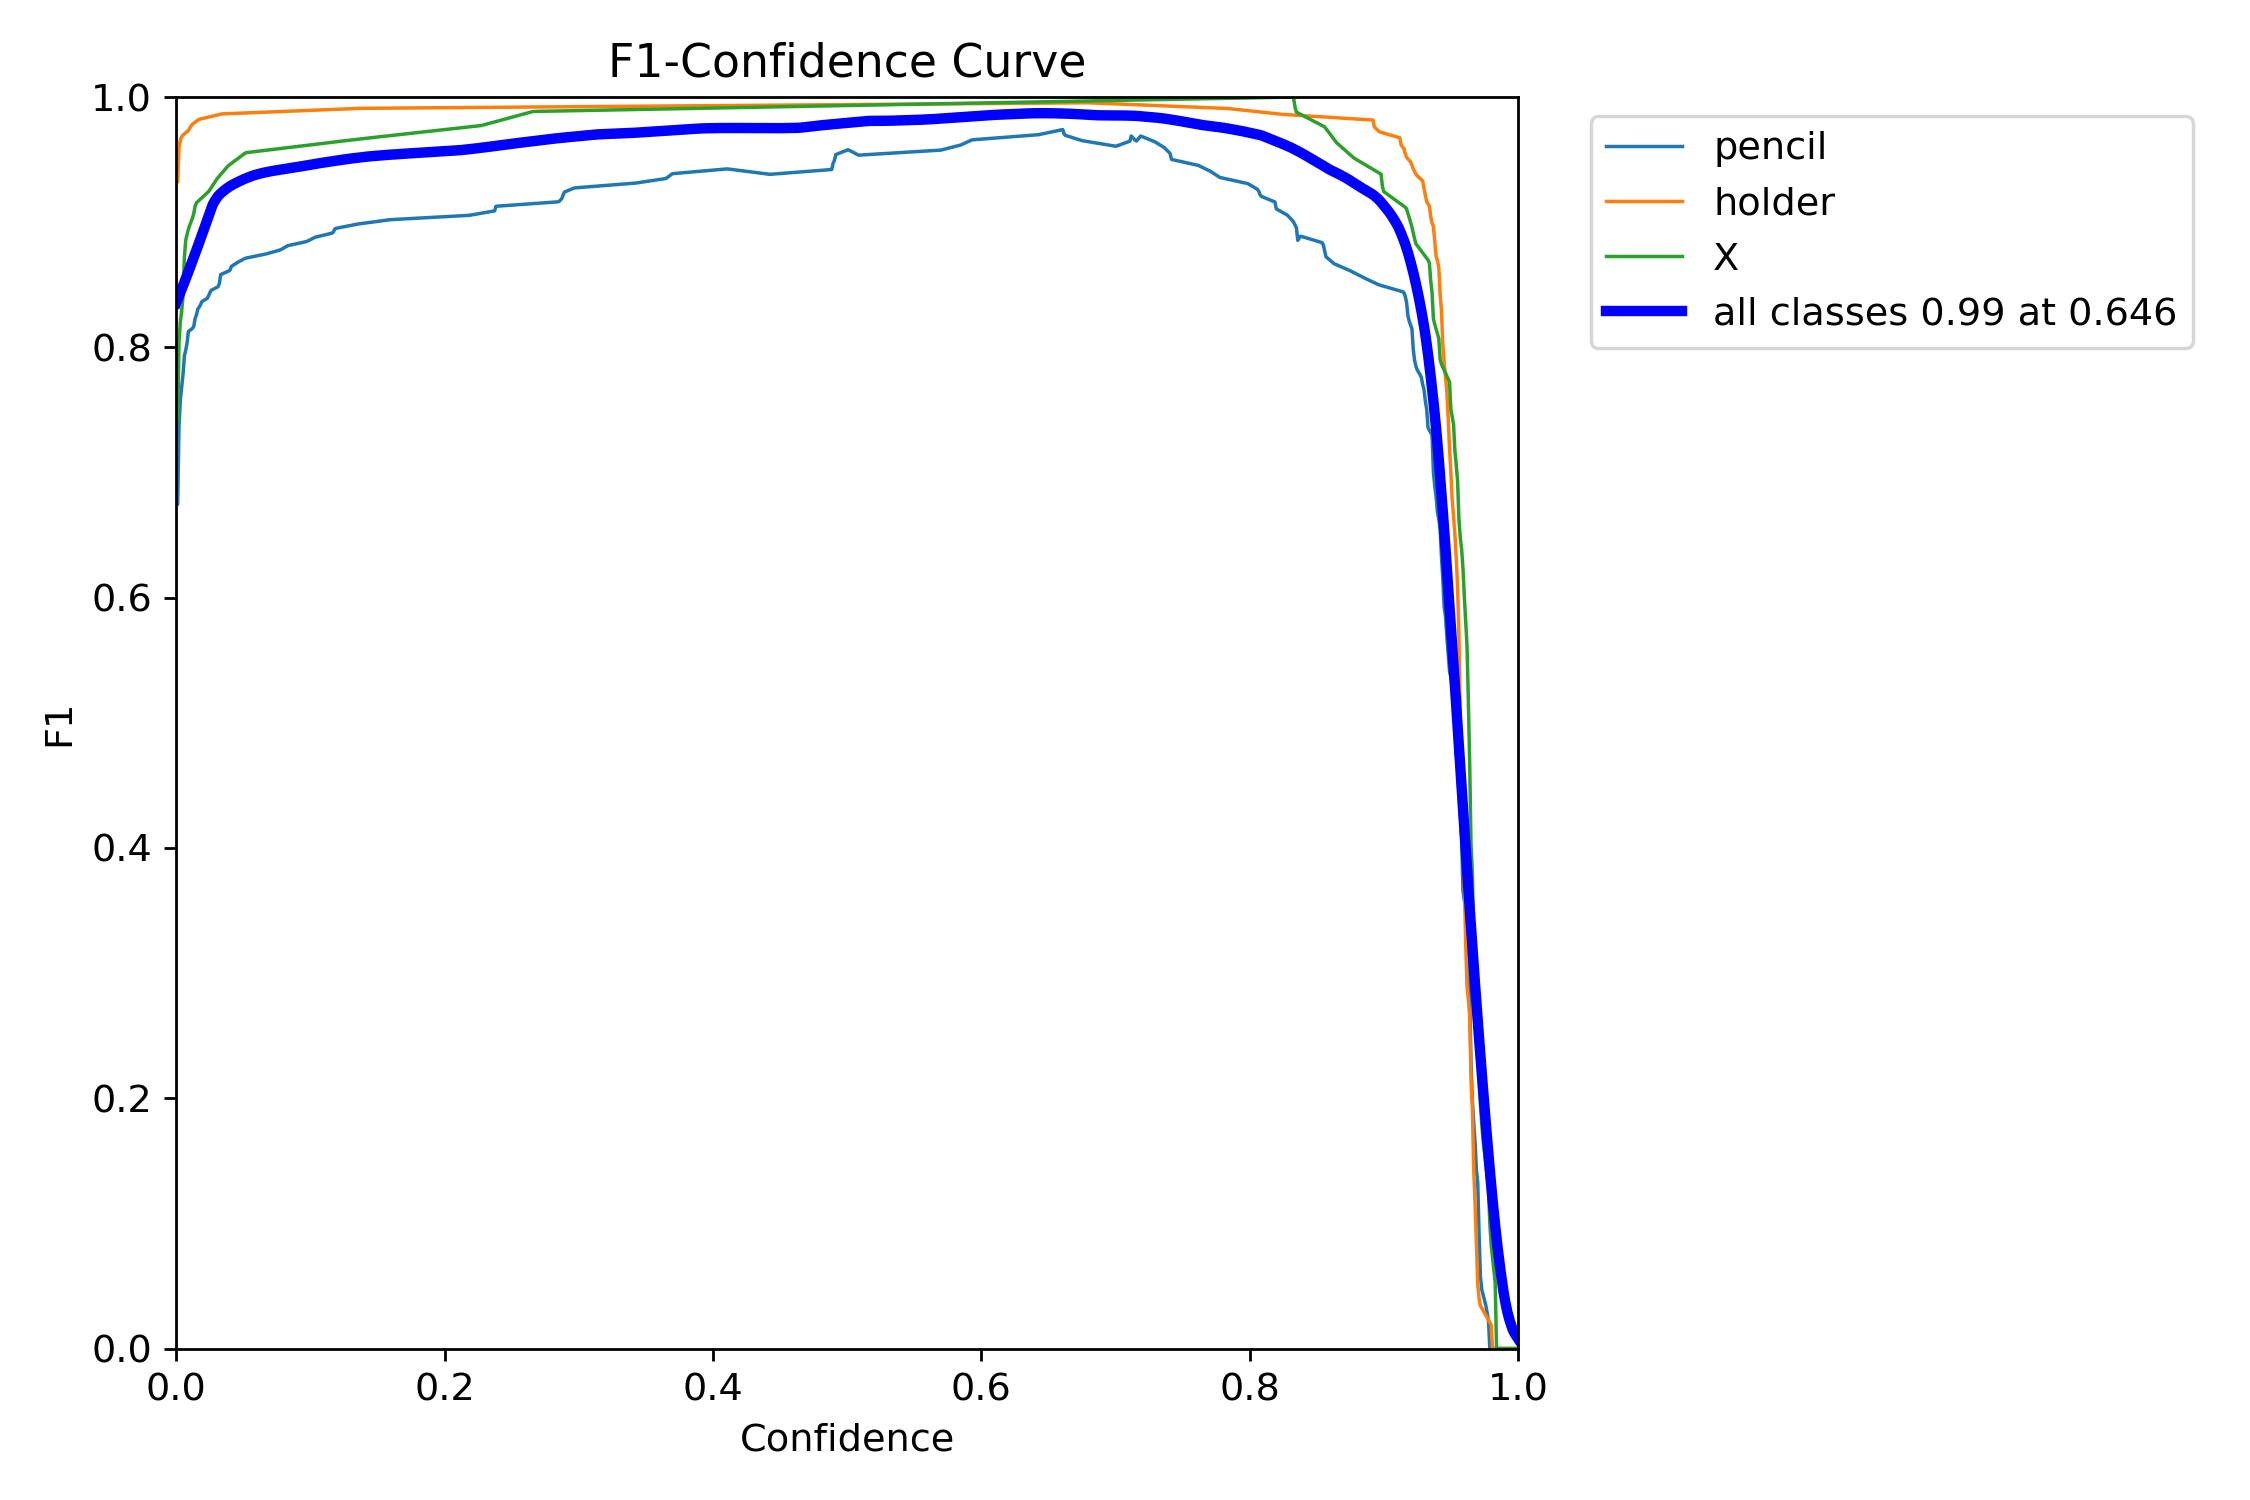 F1-Confidence Curve
1.0
0.8
0.6
0.4
0.2
0.0
F1
0.0 0.2 0.4 0.6 0.8 1.0
Confidence
pencil
holder
X
all classes 0.99 at 0.646